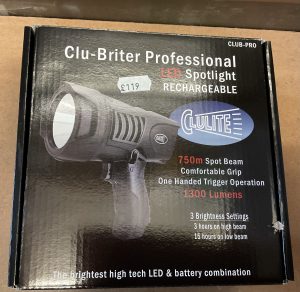 CLUB-PRO
Clu-Briter Professional
LED Spotlight
RECHARGEABLE
£119
CLULITE
750m Spot Beam
Comfortable Grip
One Handed Trigger Operation
1300 Lumens
3 Brightness Settings
3 hours on high beam
15 hours on low beam
The brightest high tech LED & battery combination